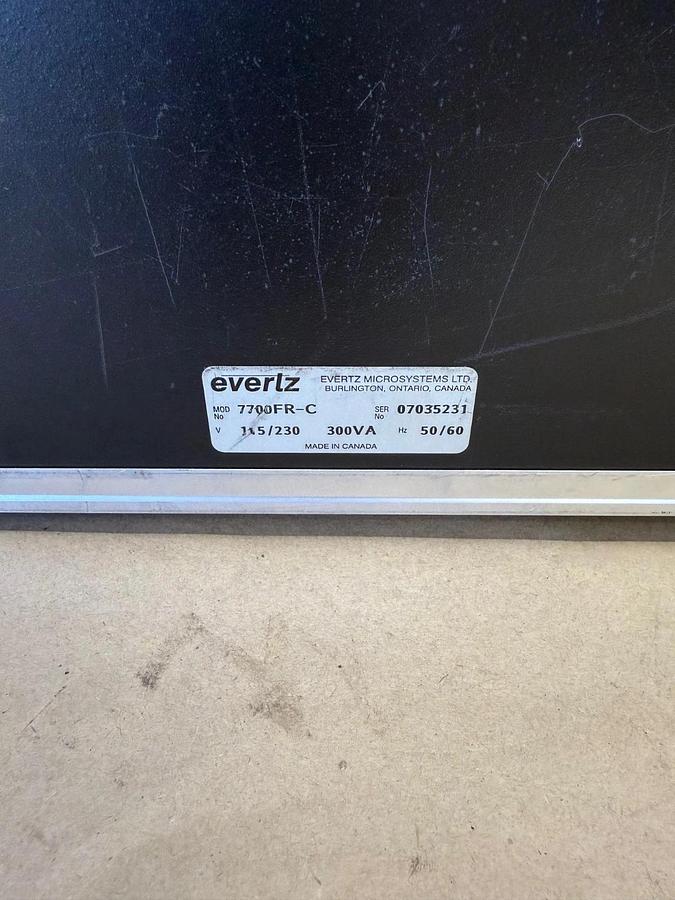 evertz EVERTZ MICROSYSTEMS LTD.
BURLINGTON, ONTARIO, CANADA
MOD No 7700FR-C SER No 07035231
V 115/230 300VA Hz 50/60
MADE IN CANADA